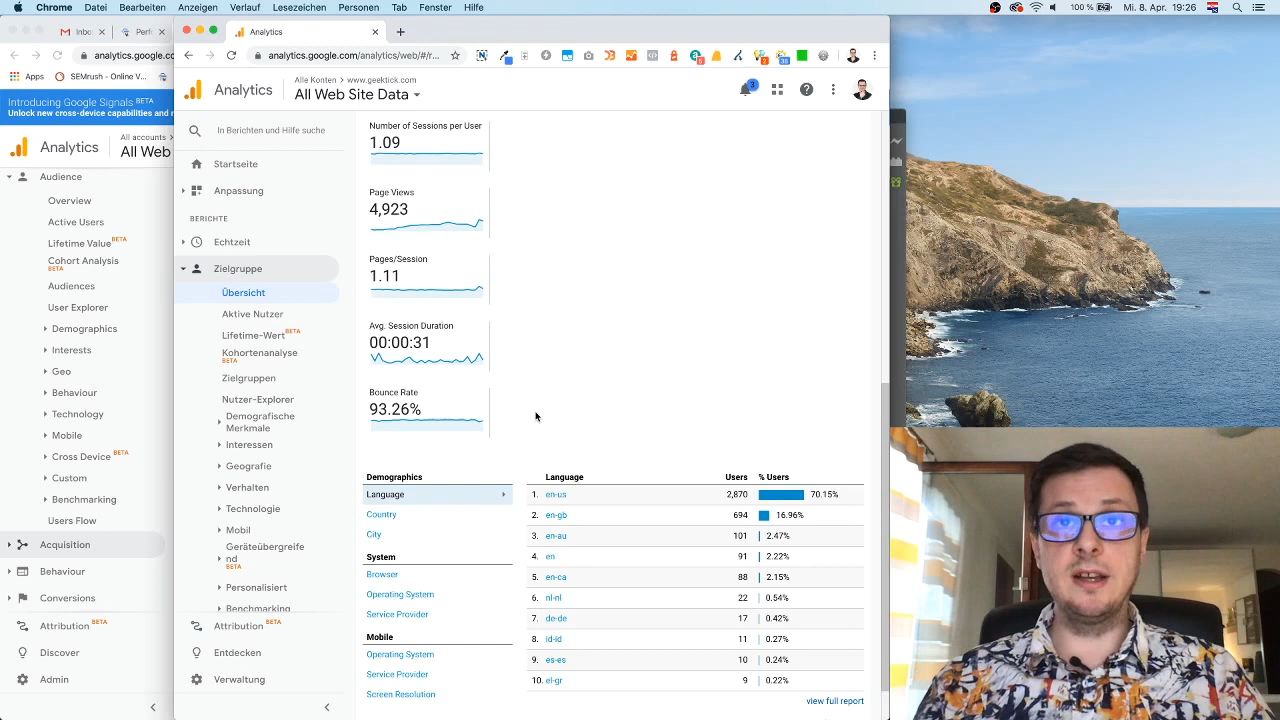 Chrome Datei Bearbeiten Anzeigen Verlauf Lesezeichen Personen Tab Fenster Hilfe
100 % Mi. 8. Apr. 19:26
Analytics
analytics.google.com/analytics/web/#/r...
analytics.google.c
Apps SEMrush - Online V...
Introducing Google Signals BETA
Unlock new cross-device capabilities and
Analytics
All accounts >
All Web
Audience
Overview
Active Users
Lifetime Value BETA
Cohort Analysis
BETA
Audiences
User Explorer
Demographics
Interests
Geo
Behaviour
Technology
Mobile
Cross Device BETA
Custom
Benchmarking
Users Flow
Acquisition
Behaviour
Conversions
Attribution BETA
Discover
Admin
Analytics
Alle Konten > www.geektick.com
All Web Site Data
3
In Berichten und Hilfe suche
Startseite
Anpassung
BERICHTE
Echtzeit
Zielgruppe
Übersicht
Aktive Nutzer
Lifetime-Wert BETA
Kohortenanalyse
BETA
Zielgruppen
Nutzer-Explorer
Demografische
Merkmale
Interessen
Geografie
Verhalten
Technologie
Mobil
Geräteübergreife
nd
BETA
Personalisiert
Benchmarking
Attribution BETA
Entdecken
Verwaltung
Number of Sessions per User
1.09
Page Views
4,923
Pages/Session
1.11
Avg. Session Duration
00:00:31
Bounce Rate
93.26%
Demographics
Language
Country
City
System
Browser
Operating System
Service Provider
Mobile
Operating System
Service Provider
Screen Resolution
Language Users % Users
1. en-us 2,870 70.15%
2. en-gb 694 16.96%
3. en-au 101 2.47%
4. en 91 2.22%
5. en-ca 88 2.15%
6. nl-nl 22 0.54%
7. de-de 17 0.42%
8. id-id 11 0.27%
9. es-es 10 0.24%
10. el-gr 9 0.22%
view full report